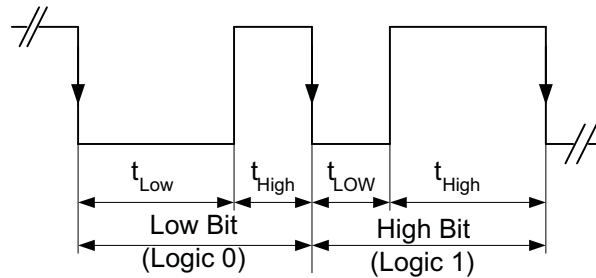 tLow tHigh tLOW tHigh
Low Bit High Bit
(Logic 0) (Logic 1)